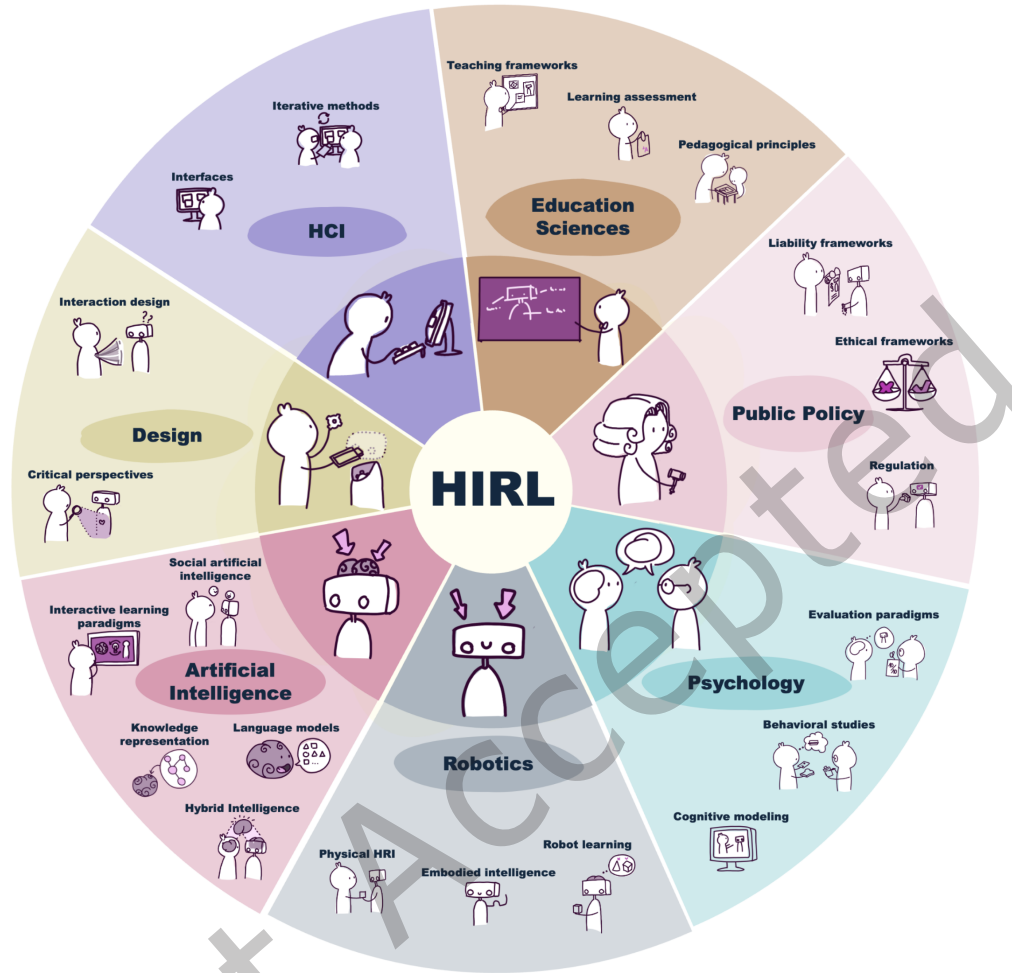 Teaching frameworks
Learning assessment
Pedagogical principles
Education
Sciences
Iterative methods
Interfaces
HCI
Liability frameworks
Ethical frameworks
Public Policy
Regulation
Interaction design
??
Design
Critical perspectives
HIRL
Social artificial
intelligence
Interactive learning
paradigms
Artificial
Intelligence
Knowledge
representation
Language models
Hybrid Intelligence
Evaluation paradigms
Psychology
Behavioral studies
Cognitive modeling
Robotics
Physical HRI
Embodied intelligence
Robot learning
t Accepted